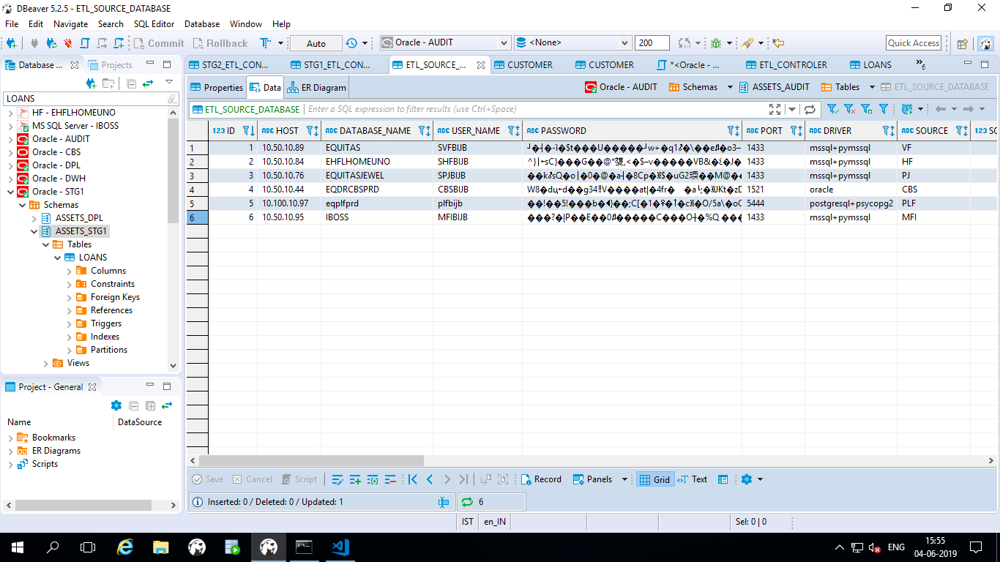 DBeaver 5.2.5 - ETL_SOURCE_DATABASE
File Edit Navigate Search SQL Editor Database Window Help
Commit Rollback Auto Oracle - AUDIT <None> 200 Quick Access
Database ... Projects
STG2_ETL_CON... STG1_ETL_CON... ETL_SOURCE_... CUSTOMER CUSTOMER *<Oracle - ... ETL_CONTROLER LOANS »6
Properties Data ER Diagram Oracle - AUDIT Schemas ASSETS_AUDIT Tables ETL_SOURCE_DATABASE
LOANS
ETL_SOURCE_DATABASE Enter a SQL expression to filter results (use Ctrl+Space)
HF - EHFLHOMEUNO
MS SQL Server - IBOSS
Oracle - AUDIT
Oracle - CBS
Oracle - DPL
Oracle - DWH
Oracle - STG1
Schemas
ASSETS_DPL
ASSETS_STG1
Tables
LOANS
Columns
Constraints
Foreign Keys
References
Triggers
Indexes
Partitions
Views
123 ID ABC HOST ABC DATABASE_NAME ABC USER_NAME ABC PASSWORD ABC PORT ABC DRIVER ABC SOURCE 123 SC
1 1 10.50.10.89 EQUITAS SVFBIJB 1433 mssql+pymssql VF
2 2 10.50.10.84 EHFLHOMEUNO SHFBIJB 1433 mssql+pymssql HF
3 3 10.50.10.76 EQUITASJEWEL SPJBIJB 1433 mssql+pymssql PJ
4 4 10.50.10.44 EQDRCBSPRD CBSBIJB 1521 oracle CBS
5 5 10.100.10.97 eqplfprd plfbijb 5444 postgresql+psycopg2 PLF
6 6 10.50.10.95 IBOSS MFIBIJB 1433 mssql+pymssql MFI
Project - General
Name DataSource
Bookmarks
ER Diagrams
Scripts
Save Cancel Script Record Panels Grid Text
Inserted: 0 / Deleted: 0 / Updated: 1 6
IST en_IN Sel: 0 | 0
ENG 15:55
04-06-2019